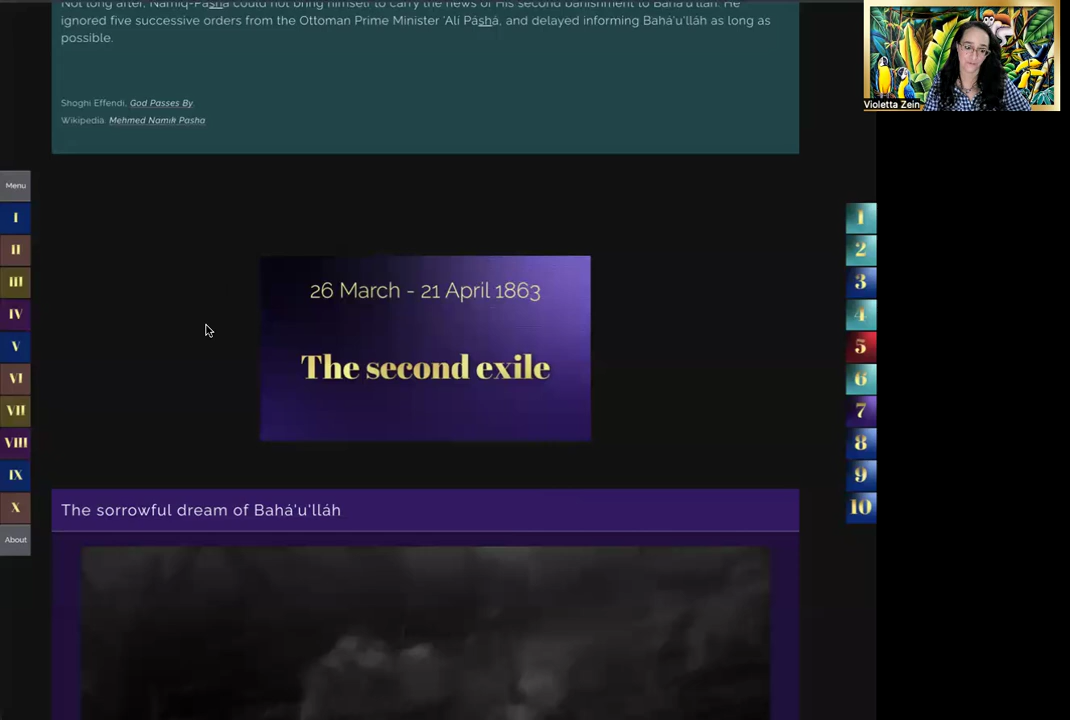 Not long after, Namiq-Páshá could not bring himself to carry the news of His second banishment to Bahá'u'lláh. He
ignored five successive orders from the Ottoman Prime Minister 'Alí Páshá, and delayed informing Bahá'u'lláh as long as
possible.
Shoghi Effendi, God Passes By
Wikipedia: Mehmed Namık Pasha
Violetta Zein
Menu
I
II
III
IV
V
VI
VII
VIII
IX
X
About
26 March - 21 April 1863
The second exile
The sorrowful dream of Bahá'u'lláh
1
2
3
4
5
6
7
8
9
10